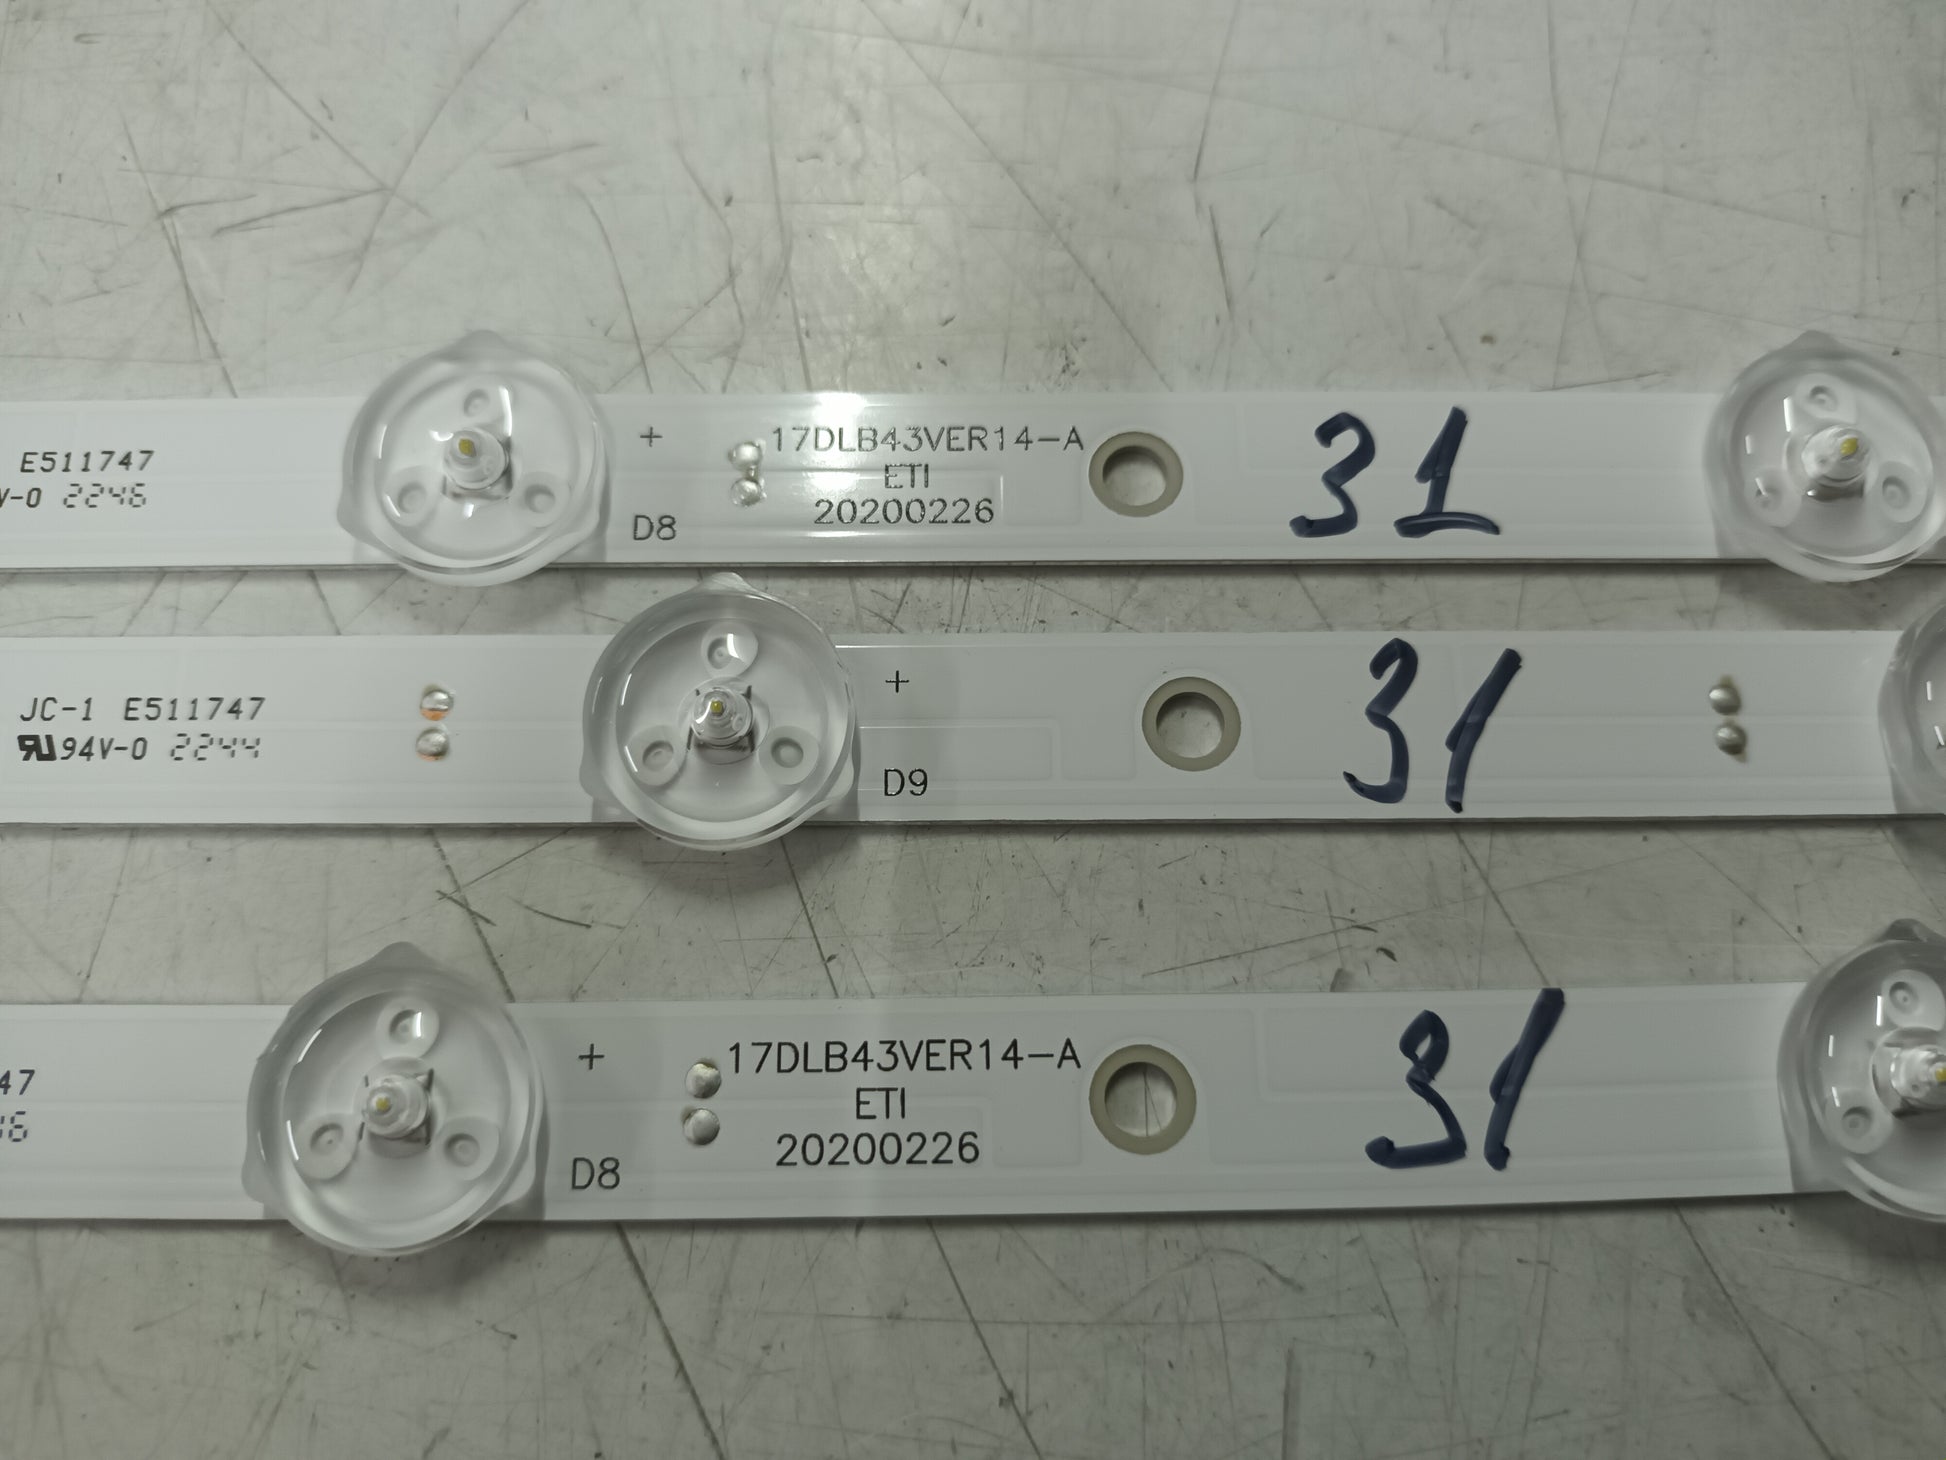 E511747
V-0 2246
+
D8
17DLB43VER14-A
ETI
20200226
31
JC-1 E511747
94V-0 2244
+
D9
31
47
46
+
D8
17DLB43VER14-A
ETI
20200226
31